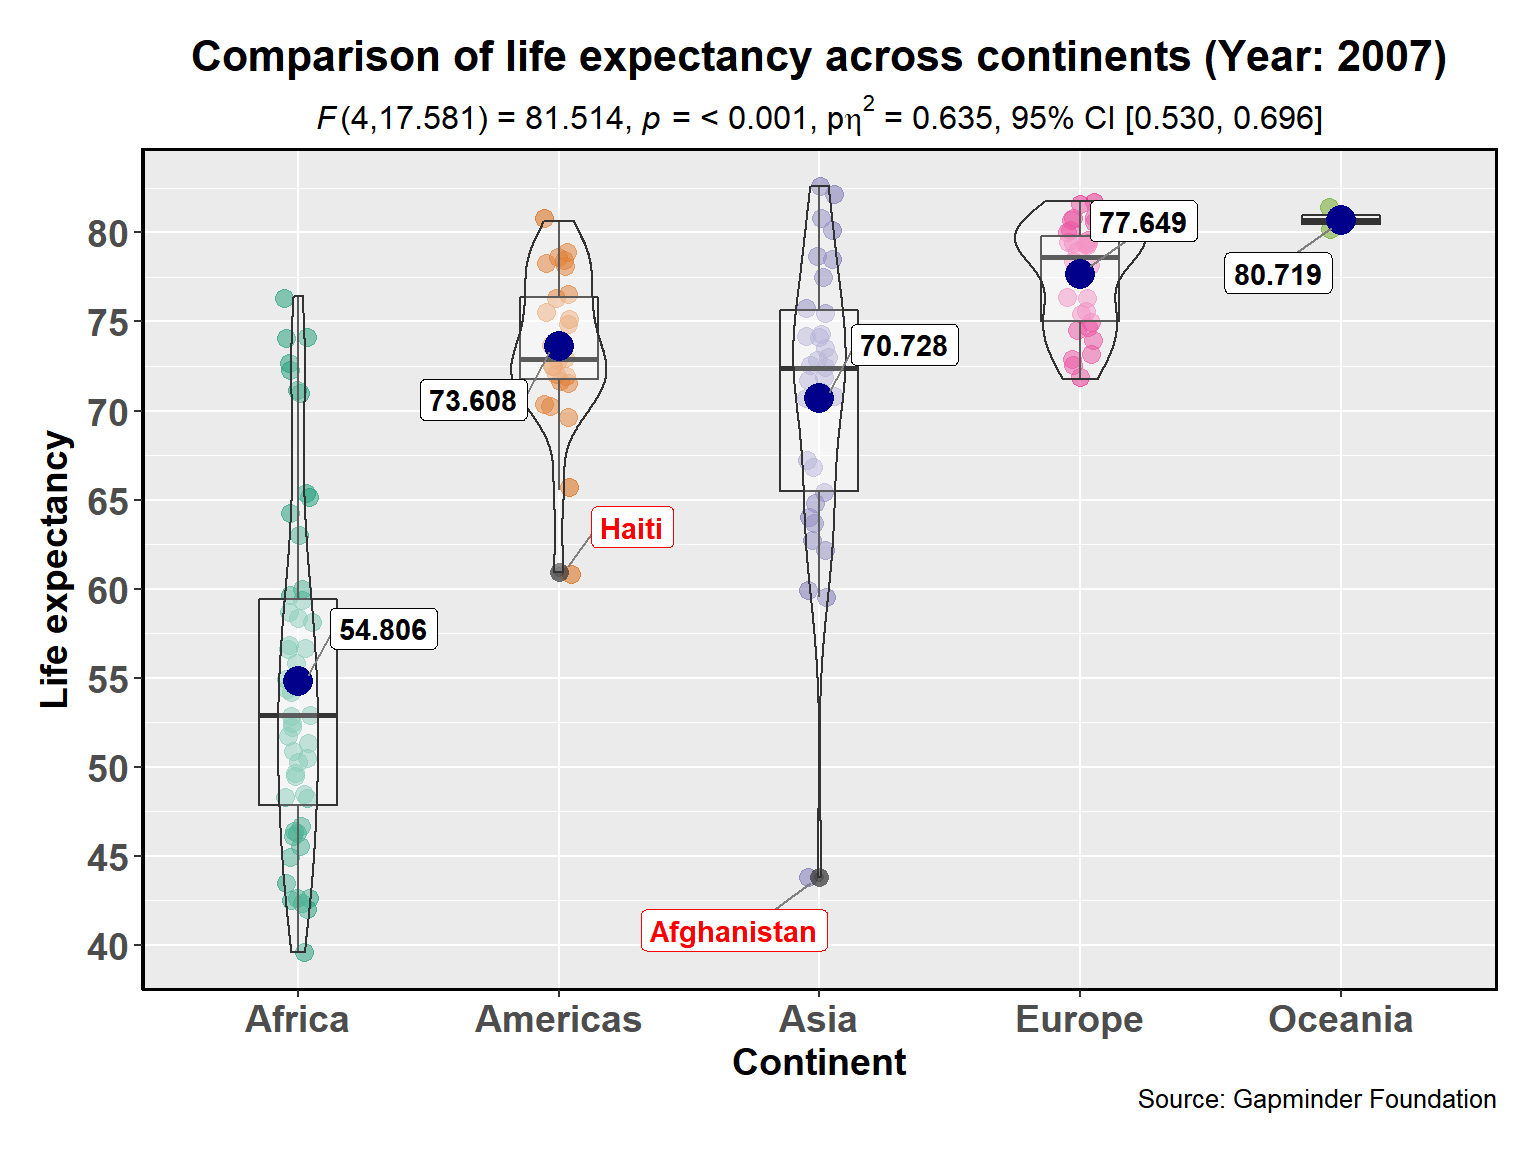 Comparison of life expectancy across continents (Year: 2007)
F(4,17.581) = 81.514, p = < 0.001, pη² = 0.635, 95% CI [0.530, 0.696]
Life expectancy
80
75
70
65
60
55
50
45
40
77.649
80.719
70.728
73.608
Haiti
54.806
Afghanistan
Africa
Americas
Asia
Europe
Oceania
Continent
Source: Gapminder Foundation